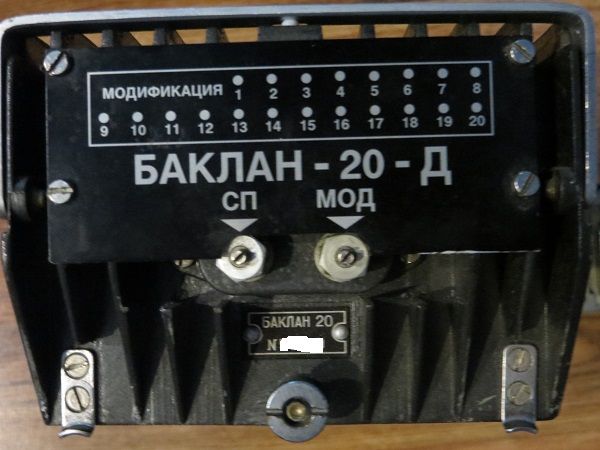 МОДИФИКАЦИЯ 1 2 3 4 5 6 7 8
9 10 11 12 13 14 15 16 17 18 19 20
БАКЛАН - 20 - Д
СП МОД
БАКЛАН 20
№